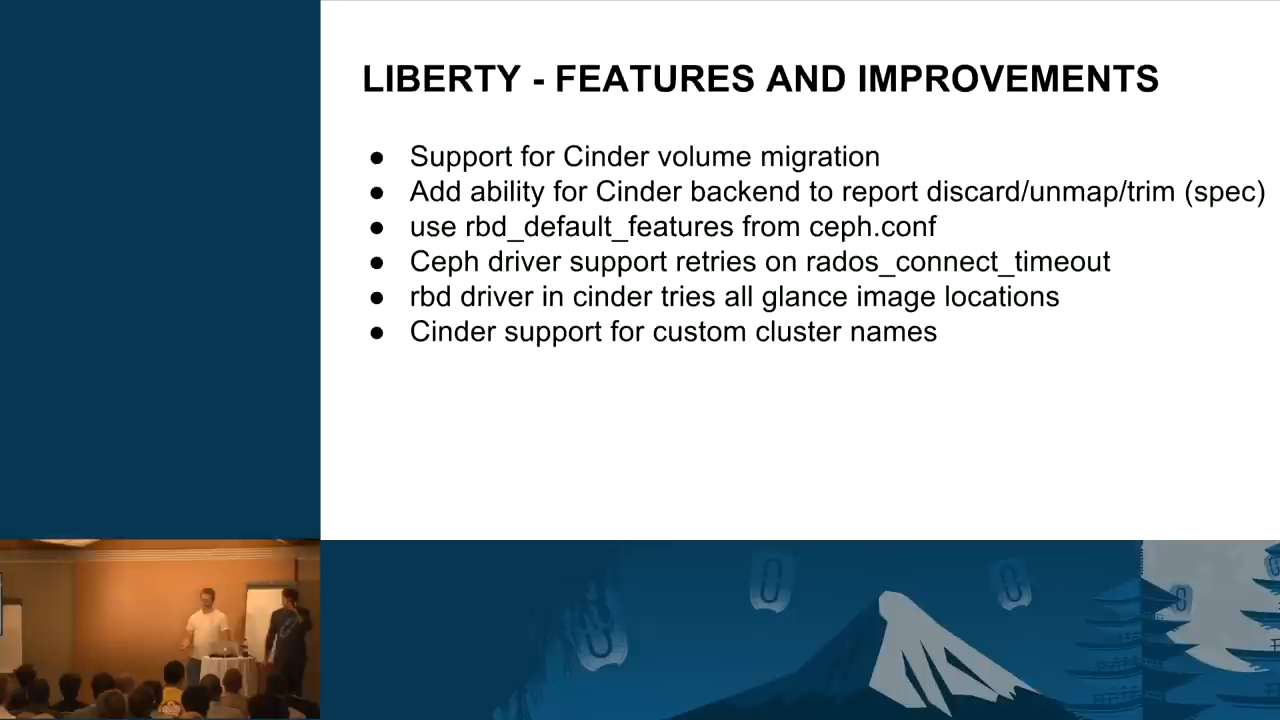 LIBERTY - FEATURES AND IMPROVEMENTS
● Support for Cinder volume migration
● Add ability for Cinder backend to report discard/unmap/trim (spec)
● use rbd_default_features from ceph.conf
● Ceph driver support retries on rados_connect_timeout
● rbd driver in cinder tries all glance image locations
● Cinder support for custom cluster names